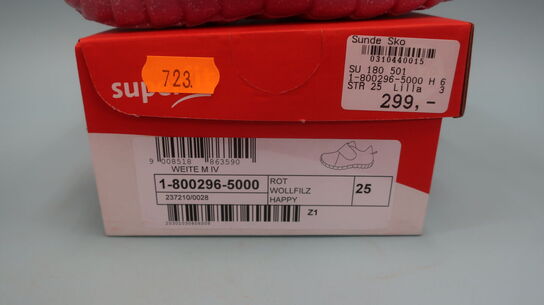 Sunde Sko
0310440015
SU 180 501
1-800296-5000 H 6
STR 25 Lilla 3
299,-
723.
supe
9 008518 863590
WEITE M IV
1-800296-5000
237210/0028
ROT
WOLLFILZ
HAPPY
25
Z1